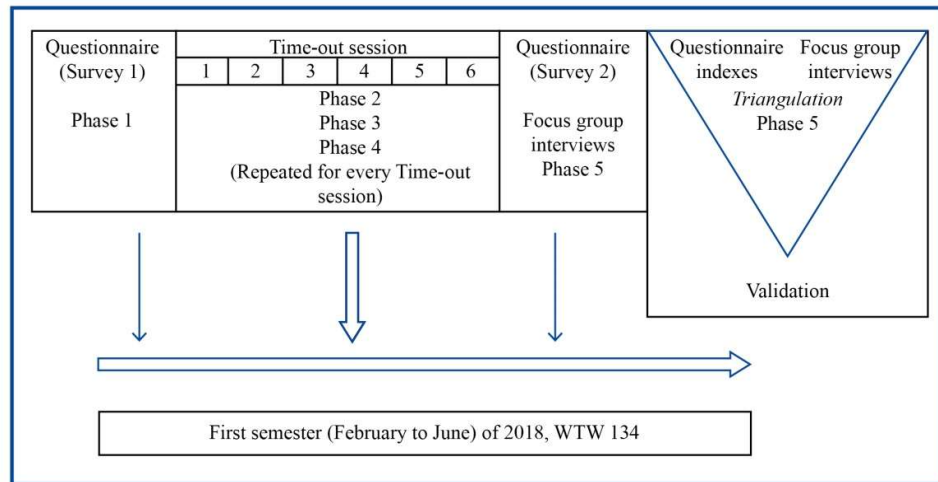 Questionnaire
(Survey 1)
Phase 1
Time-out session
1 2 3 4 5 6
Phase 2
Phase 3
Phase 4
(Repeated for every Time-out
session)
Questionnaire
(Survey 2)
Focus group
interviews
Phase 5
Questionnaire
indexes
Focus group
interviews
Triangulation
Phase 5
Validation
First semester (February to June) of 2018, WTW 134